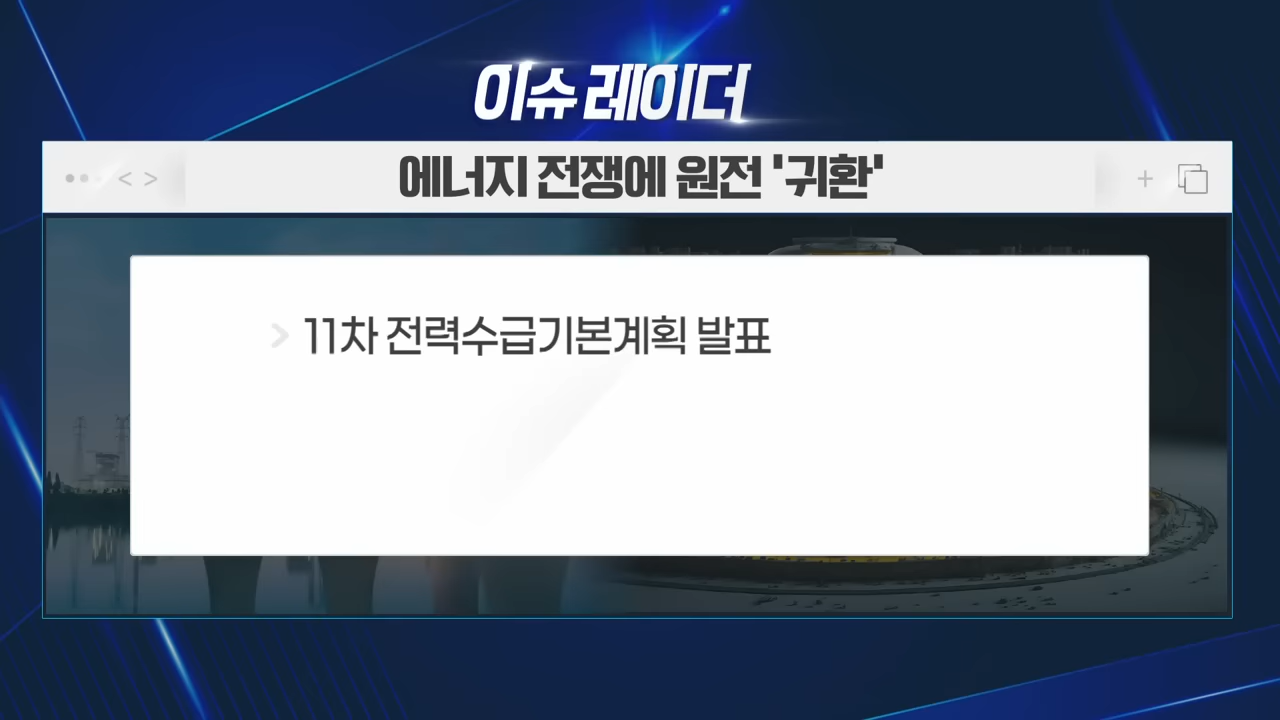 이슈 레이더
에너지 전쟁에 원전 '귀환'
> 11차 전력수급기본계획 발표